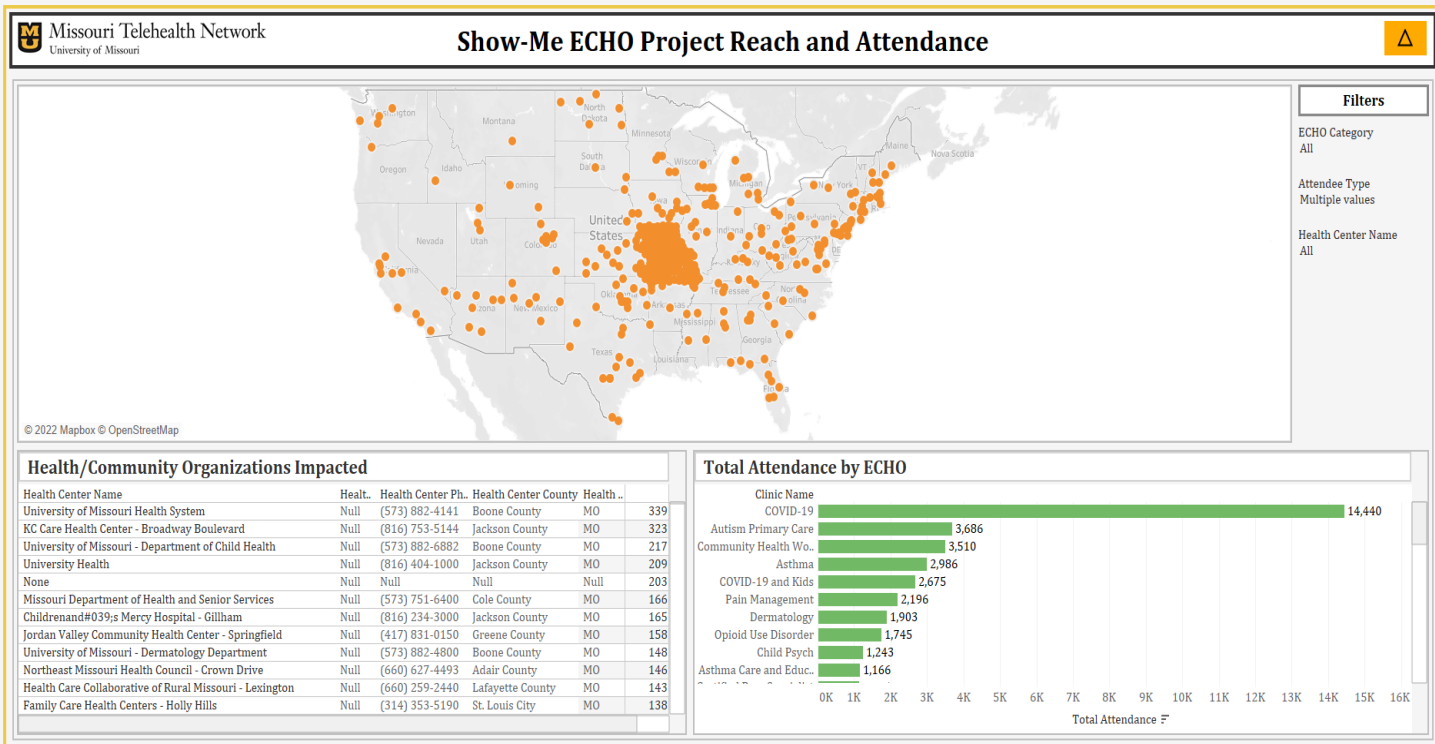 Missouri Telehealth Network
University of Missouri
Show-Me ECHO Project Reach and Attendance
Δ
Washington
Montana
North
Dakota
Minnesota
Maine
Nova Scotia
Oregon
Idaho
South
Wisconsin
VT
Michigan
United
States
Nevada
Utah
Indiana
Oklahoma
New Mexico
Arkansas
Tennessee
Mississippi
Georgia
Texas
Louisiana
© 2022 Mapbox © OpenStreetMap
Filters
ECHO Category
All
Attendee Type
Multiple values
Health Center Name
All
Health/Community Organizations Impacted
Health Center Name Healt.. Health Center Ph.. Health Center County Health ..
University of Missouri Health System Null (573) 882-4141 Boone County MO 339
KC Care Health Center - Broadway Boulevard Null (816) 753-5144 Jackson County MO 323
University of Missouri - Department of Child Health Null (573) 882-6882 Boone County MO 217
University Health Null (816) 404-1000 Jackson County MO 209
None Null Null Null Null 203
Missouri Department of Health and Senior Services Null (573) 751-6400 Cole County MO 166
Childrenand#039;s Mercy Hospital - Gillham Null (816) 234-3000 Jackson County MO 165
Jordan Valley Community Health Center - Springfield Null (417) 831-0150 Greene County MO 158
University of Missouri - Dermatology Department Null (573) 882-4800 Boone County MO 148
Northeast Missouri Health Council - Crown Drive Null (660) 627-4493 Adair County MO 146
Health Care Collaborative of Rural Missouri - Lexington Null (660) 259-2440 Lafayette County MO 143
Family Care Health Centers - Holly Hills Null (314) 353-5190 St. Louis City MO 138
Total Attendance by ECHO
Clinic Name
COVID-19 14,440
Autism Primary Care 3,686
Community Health Wo.. 3,510
Asthma 2,986
COVID-19 and Kids 2,675
Pain Management 2,196
Dermatology 1,903
Opioid Use Disorder 1,745
Child Psych 1,243
Asthma Care and Educ.. 1,166
0K 1K 2K 3K 4K 5K 6K 7K 8K 9K 10K 11K 12K 13K 14K 15K 16K
Total Attendance